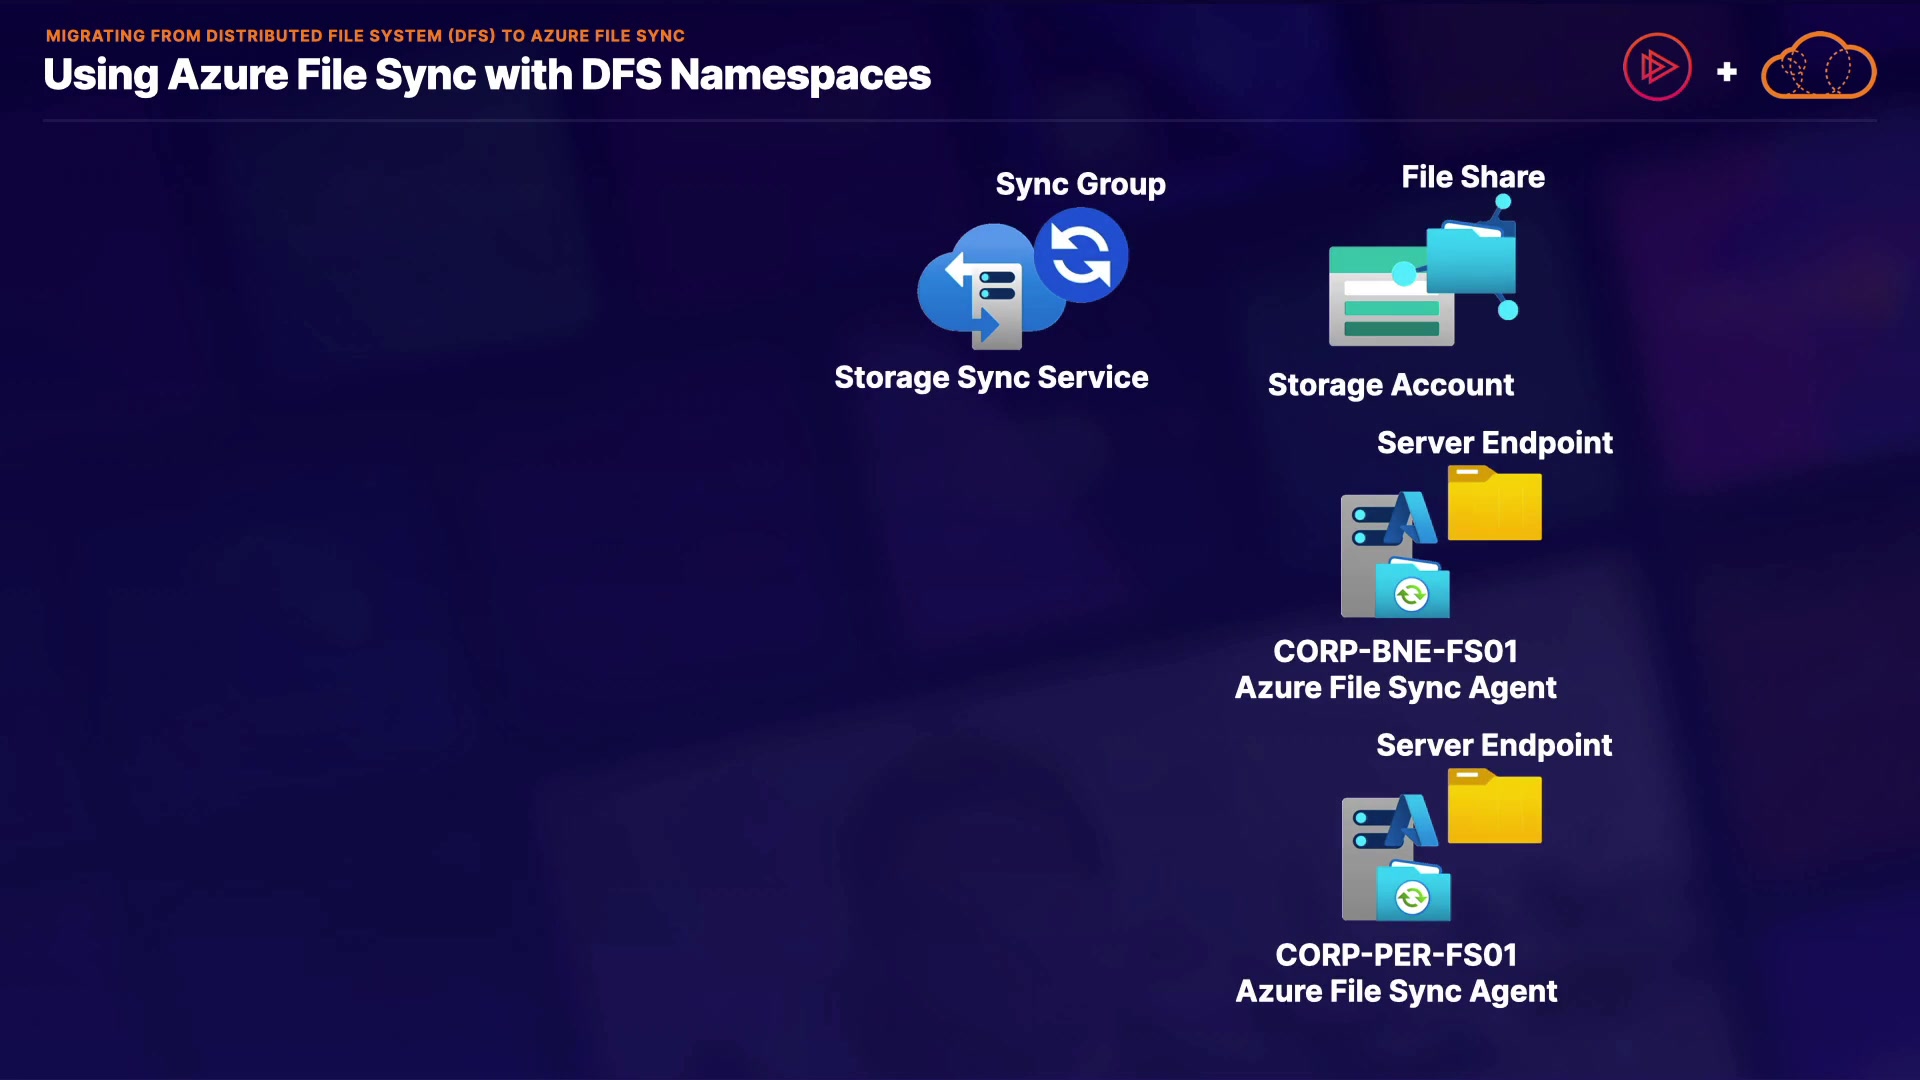 MIGRATING FROM DISTRIBUTED FILE SYSTEM (DFS) TO AZURE FILE SYNC
Using Azure File Sync with DFS Namespaces
Sync Group
Storage Sync Service
File Share
Storage Account
Server Endpoint
CORP-BNE-FS01
Azure File Sync Agent
Server Endpoint
CORP-PER-FS01
Azure File Sync Agent